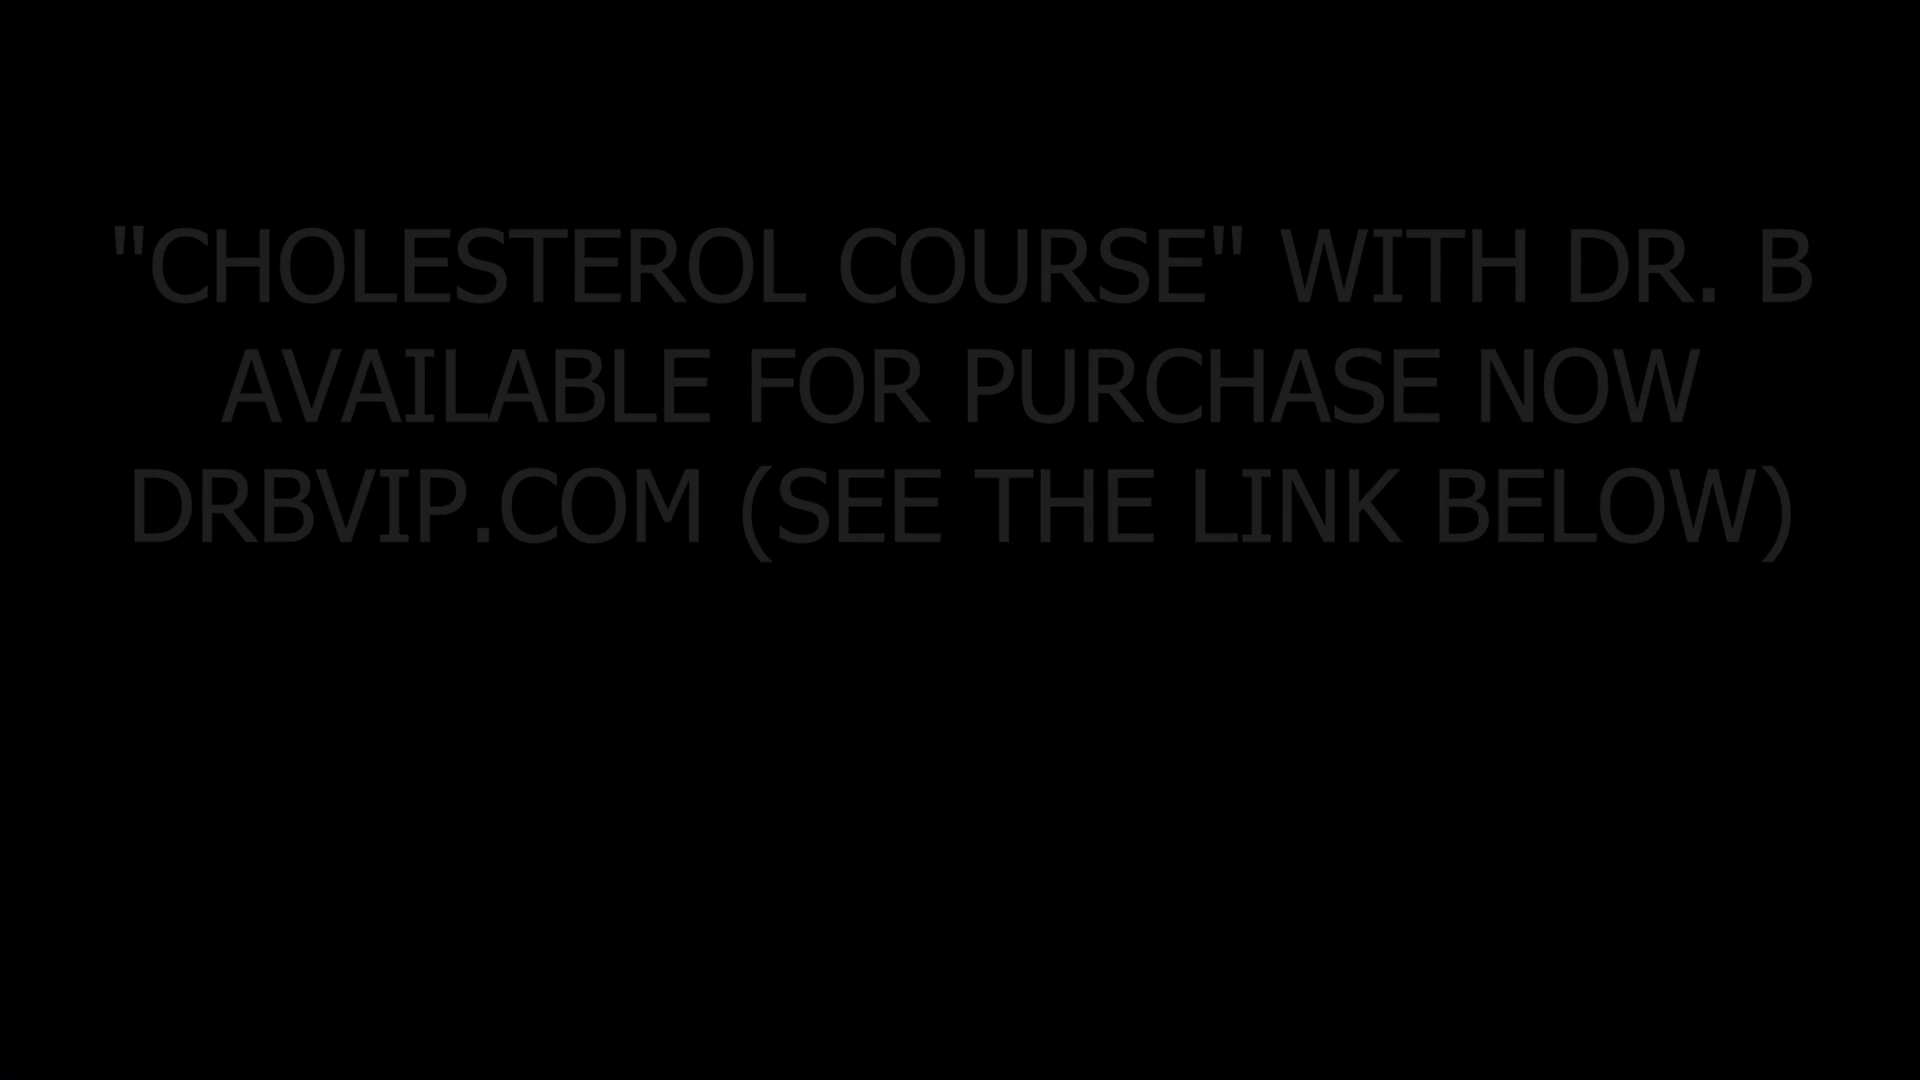 "CHOLESTEROL COURSE" WITH DR. B
AVAILABLE FOR PURCHASE NOW
DRBVIP.COM (SEE THE LINK BELOW)